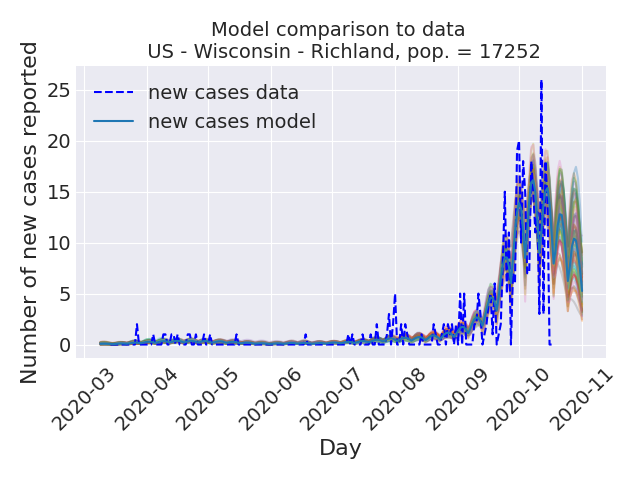 Model comparison to data
US - Wisconsin - Richland, pop. = 17252
Number of new cases reported
25
20
15
10
5
0
new cases data
new cases model
2020-03
2020-04
2020-05
2020-06
2020-07
2020-08
2020-09
2020-10
2020-11
Day